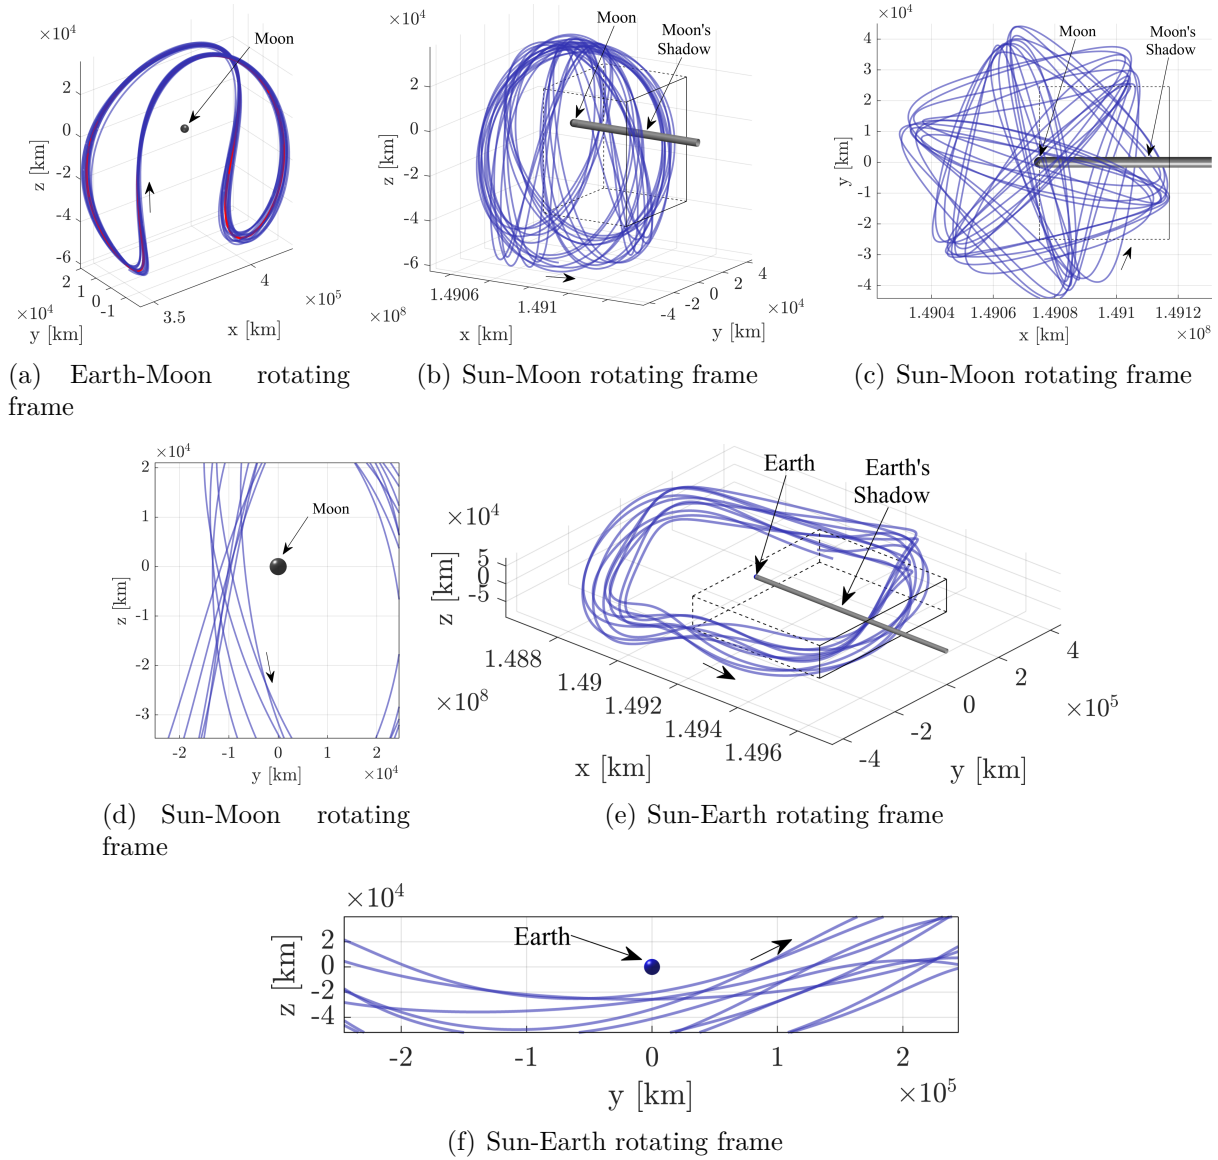 ×10⁴
Moon
2
0
-2
-4
-6
z [km]
2
1
0
-1
×10⁴
y [km]
3.5
4
×10⁵
x [km]
(a) Earth-Moon rotating
frame
×10⁴
Moon
Moon's
Shadow
4
2
0
-2
-4
-6
z [km]
1.4906
1.491
×10⁸
x [km]
-4
-2
0
2
4
×10⁴
y [km]
(b) Sun-Moon rotating frame
×10⁴
Moon
Moon's
Shadow
4
3
2
1
0
-1
-2
-3
-4
y [km]
1.4904 1.4906 1.4908 1.491 1.4912
x [km]
×10⁸
(c) Sun-Moon rotating frame
×10⁴
Moon
2
1
0
-1
-2
-3
z [km]
-2 -1 0 1 2
y [km]
×10⁴
(d) Sun-Moon rotating
frame
Earth
Earth's
Shadow
×10⁴
5
0
-5
z [km]
1.488
1.49
1.492
1.494
1.496
×10⁸
x [km]
-4
-2
0
2
4
×10⁵
y [km]
(e) Sun-Earth rotating frame
×10⁴
Earth
2
0
-2
-4
z [km]
-2 -1 0 1 2
y [km]
×10⁵
(f) Sun-Earth rotating frame